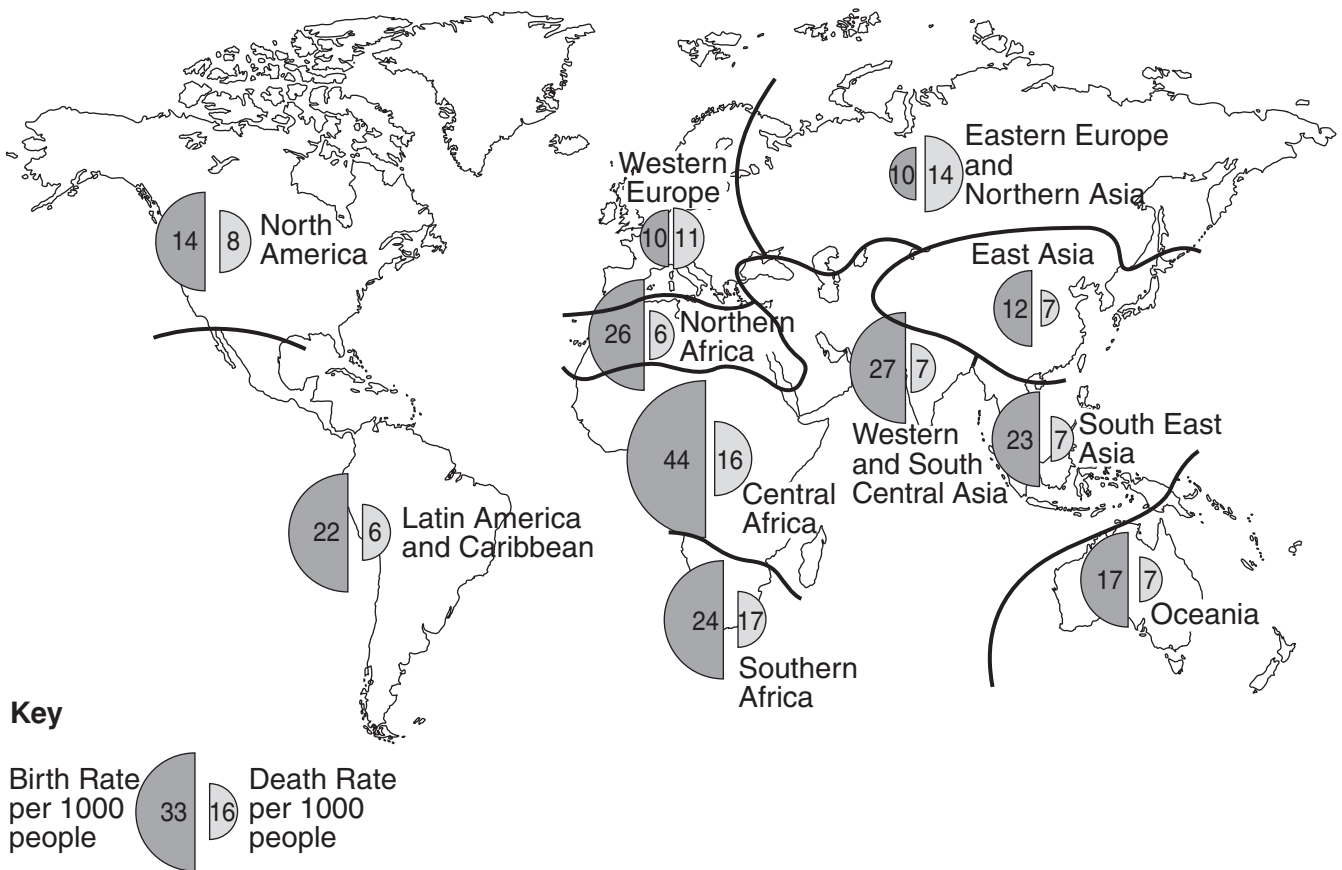 Western
Europe
10 11
Eastern Europe
and
Northern Asia
10 14
North
America
14 8
East Asia
12 7
Northern
Africa
26 6
Western
and South
Central Asia
27 7
South East
Asia
23 7
Central
Africa
44 16
Latin America
and Caribbean
22 6
Oceania
17 7
Southern
Africa
24 17
Key
Birth Rate
per 1000
people
33 16
Death Rate
per 1000
people